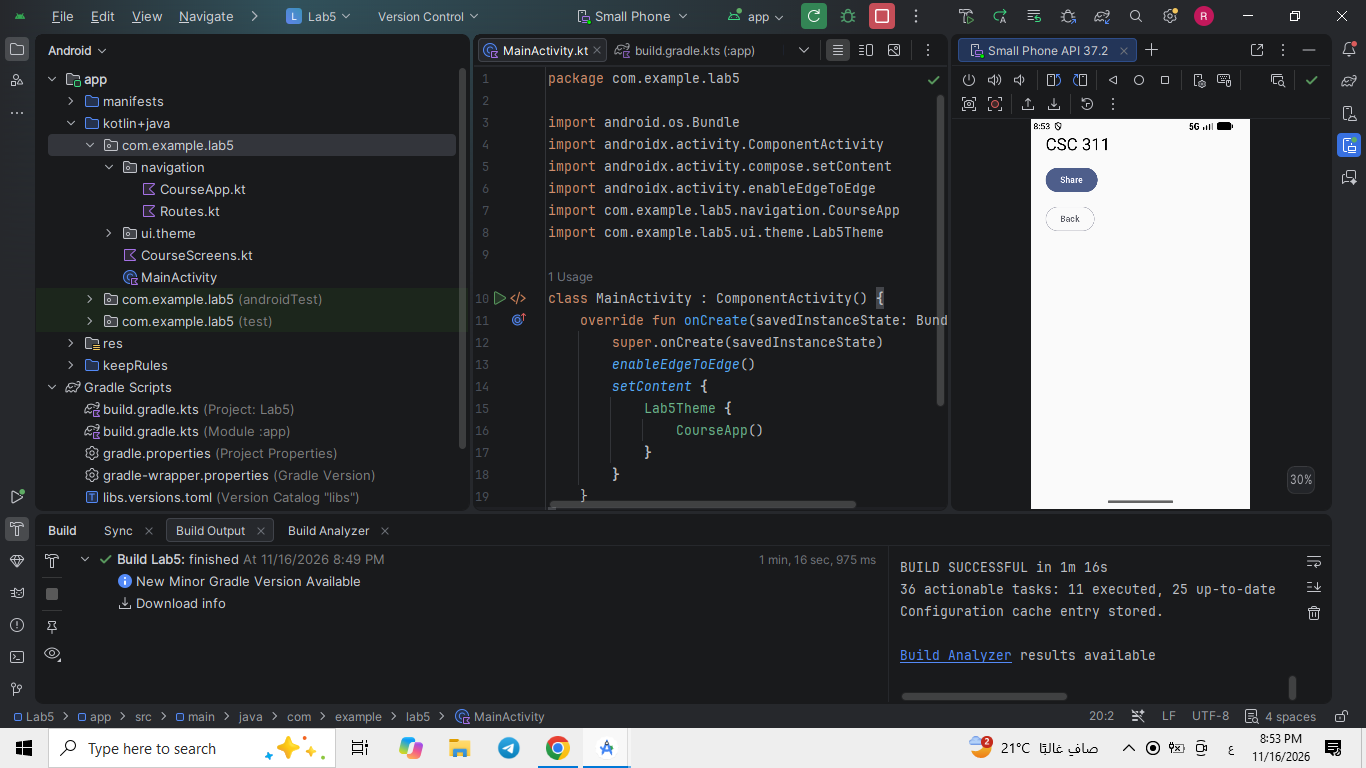 File Edit View Navigate L Lab5 Version Control Small Phone app R
Android
app
manifests
kotlin+java
com.example.lab5
navigation
CourseApp.kt
Routes.kt
ui.theme
CourseScreens.kt
MainActivity
com.example.lab5 (androidTest)
com.example.lab5 (test)
res
keepRules
Gradle Scripts
build.gradle.kts (Project: Lab5)
build.gradle.kts (Module :app)
gradle.properties (Project Properties)
gradle-wrapper.properties (Gradle Version)
libs.versions.toml (Version Catalog "libs")
MainActivity.kt build.gradle.kts (:app)
1 package com.example.lab5
2
3 import android.os.Bundle
4 import androidx.activity.ComponentActivity
5 import androidx.activity.compose.setContent
6 import androidx.activity.enableEdgeToEdge
7 import com.example.lab5.navigation.CourseApp
8 import com.example.lab5.ui.theme.Lab5Theme
9
1 Usage
10 class MainActivity : ComponentActivity() {
11 override fun onCreate(savedInstanceState: Bund
12 super.onCreate(savedInstanceState)
13 enableEdgeToEdge()
14 setContent {
15 Lab5Theme {
16 CourseApp()
17 }
18 }
19 }
Small Phone API 37.2
8:53 5G
CSC 311
Share
Back
30%
Build Sync Build Output Build Analyzer
Build Lab5: finished At 11/16/2026 8:49 PM 1 min, 16 sec, 975 ms
New Minor Gradle Version Available
Download info
BUILD SUCCESSFUL in 1m 16s
36 actionable tasks: 11 executed, 25 up-to-date
Configuration cache entry stored.
Build Analyzer results available
Lab5 > app > src > main > java > com > example > lab5 > MainActivity 20:2 LF UTF-8 4 spaces
Type here to search 2 21°C صافٍ غالبًا ع 8:53 PM
11/16/2026